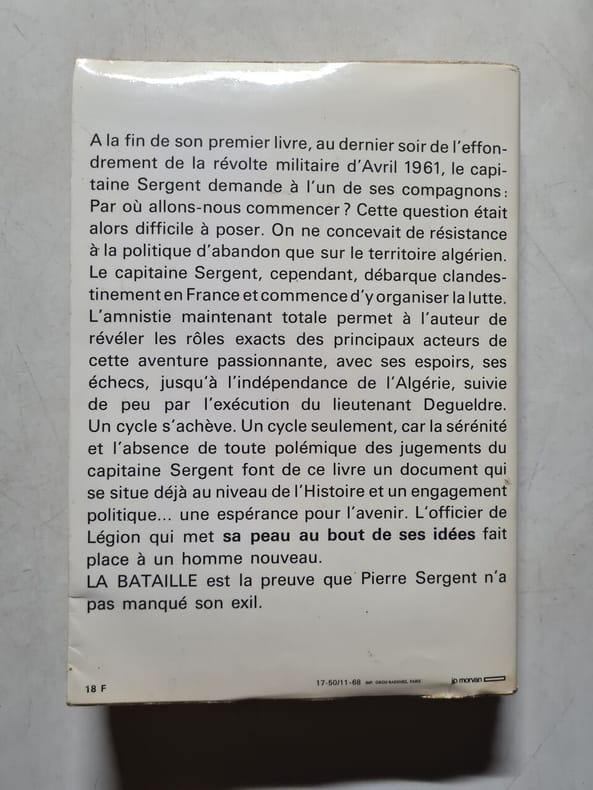 A la fin de son premier livre, au dernier soir de l'effon-
drement de la révolte militaire d'Avril 1961, le capi-
taine Sergent demande à l'un de ses compagnons :
Par où allons-nous commencer ? Cette question était
alors difficile à poser. On ne concevait de résistance
à la politique d'abandon que sur le territoire algérien.
Le capitaine Sergent, cependant, débarque clandes-
tinement en France et commence d'y organiser la lutte.
L'amnistie maintenant totale permet à l'auteur de
révéler les rôles exacts des principaux acteurs de
cette aventure passionnante, avec ses espoirs, ses
échecs, jusqu'à l'indépendance de l'Algérie, suivie
de peu par l'exécution du lieutenant Degueldre.
Un cycle s'achève. Un cycle seulement, car la sérénité
et l'absence de toute polémique des jugements du
capitaine Sergent font de ce livre un document qui
se situe déjà au niveau de l'Histoire et un engagement
politique... une espérance pour l'avenir. L'officier de
Légion qui met sa peau au bout de ses idées fait
place à un homme nouveau.
LA BATAILLE est la preuve que Pierre Sergent n'a
pas manqué son exil.
18 F
17-50/11-68 IMP. GIROU-RADENEZ, PARIS
jp morvan